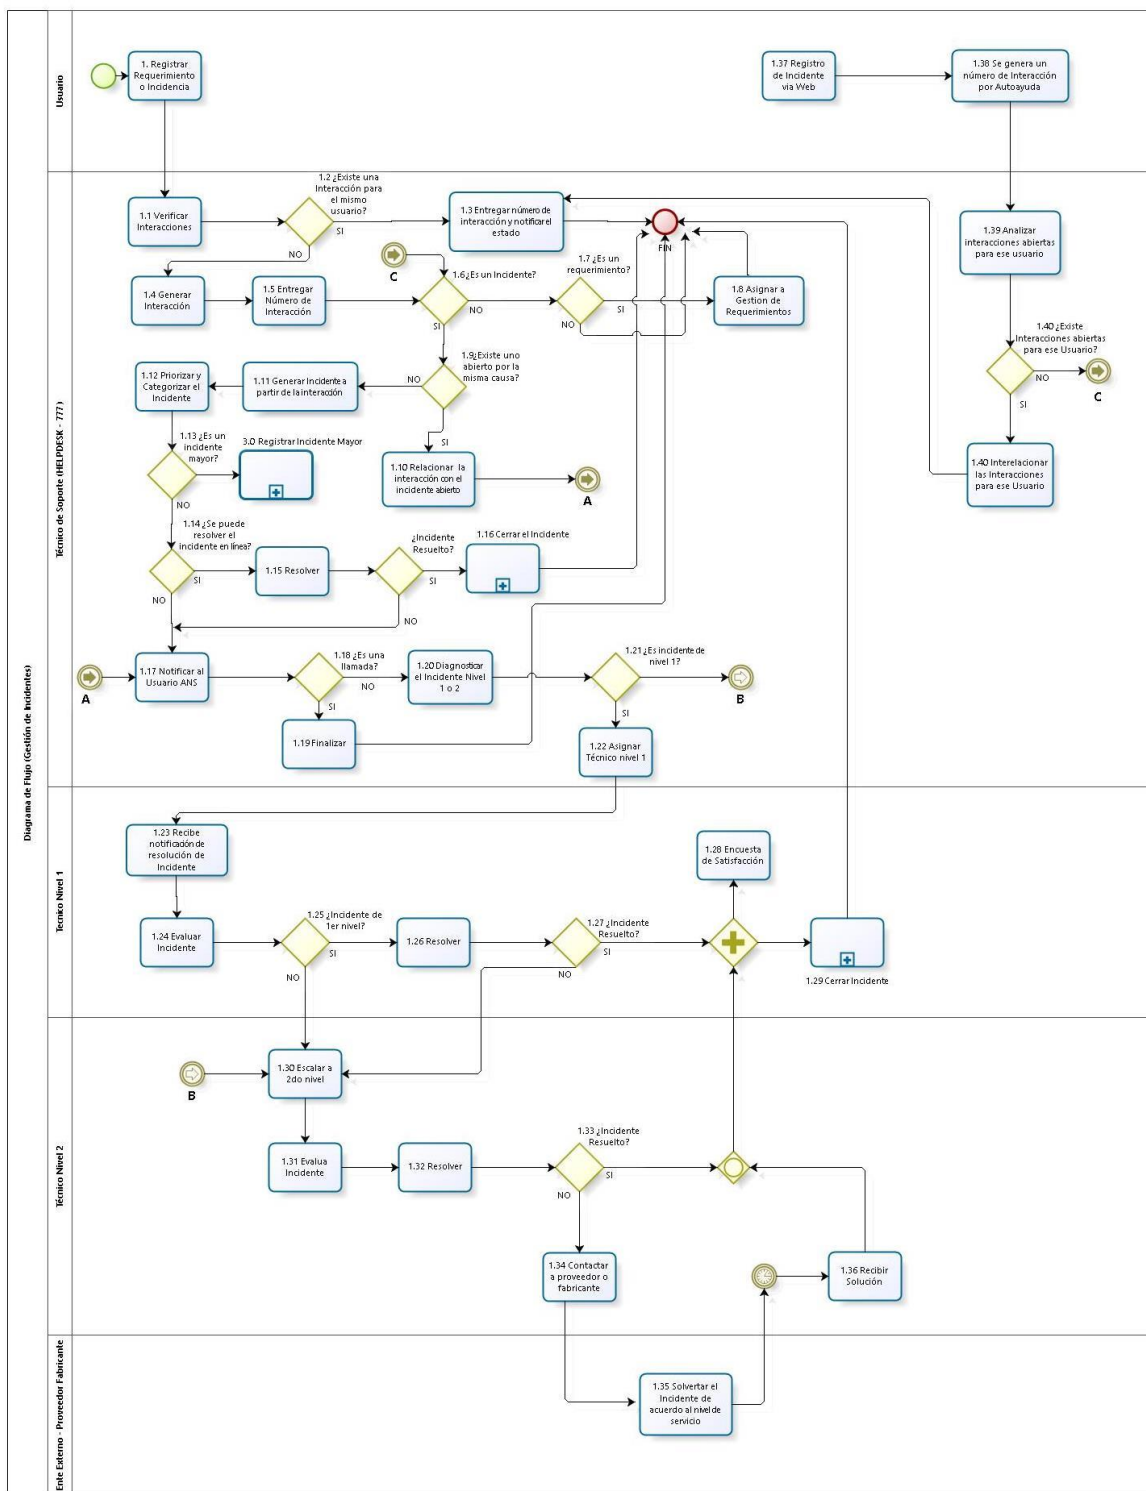 Diagrama de Flujo (Gestión de Incidentes)
Usuario
1. Registrar
Requerimiento
o Incidencia
1.37 Registro
de Incidente
via Web
1.38 Se genera un
número de Interacción
por Autoayuda
Técnico de Soporte (HELPDESK - 777)
1.1 Verificar
Interacciones
1.2 ¿Existe una
Interacción para
el mismo
usuario?
SI
NO
1.3 Entregar número de
interacción y notificar el
estado
FIN
1.39 Analizar
interacciones abiertas
para ese usuario
C
1.4 Generar
Interacción
1.5 Entregar
Número de
Interacción
1.6 ¿Es un Incidente?
NO
SI
1.7 ¿Es un
requerimiento?
SI
NO
1.8 Asignar a
Gestion de
Requerimientos
1.40 ¿Existe
Interacciones abiertas
para ese Usuario?
NO
SI
C
1.9¿Existe uno
abierto por la
misma causa?
NO
SI
1.11 Generar Incidente a
partir de la interacción
1.12 Priorizar y
Categorizar el
Incidente
1.13 ¿Es un
incidente
mayor?
NO
3.0 Registrar Incidente Mayor
1.10 Relacionar la
interacción con el
incidente abierto
A
1.40 Interelacionar
las Interacciones
para ese Usuario
1.14 ¿Se puede
resolver el
incidente en línea?
SI
NO
1.15 Resolver
¿Incidente
Resuelto?
SI
NO
1.16 Cerrar el Incidente
A
1.17 Notificar al
Usuario ANS
1.18 ¿Es una
llamada?
NO
SI
1.19 Finalizar
1.20 Diagnosticar
el Incidente Nivel
1 o 2
1.21 ¿Es incidente de
nivel 1?
SI
B
1.22 Asignar
Técnico nivel 1
Tecnico Nivel 1
1.23 Recibe
notificación de
resolución de
Incidente
1.24 Evaluar
Incidente
1.25 ¿Incidente de
1er nivel?
SI
NO
1.26 Resolver
1.27 ¿Incidente
Resuelto?
SI
NO
1.28 Encuesta
de Satisfacción
1.29 Cerrar Incidente
Técnico Nivel 2
B
1.30 Escalar a
2do nivel
1.31 Evalua
Incidente
1.32 Resolver
1.33 ¿Incidente
Resuelto?
SI
NO
1.34 Contactar
a proveedor o
fabricante
1.36 Recibir
Solución
Ente Externo - Proveedor Fabricante
1.35 Solvertar el
Incidente de
acuerdo al nivel de
servicio